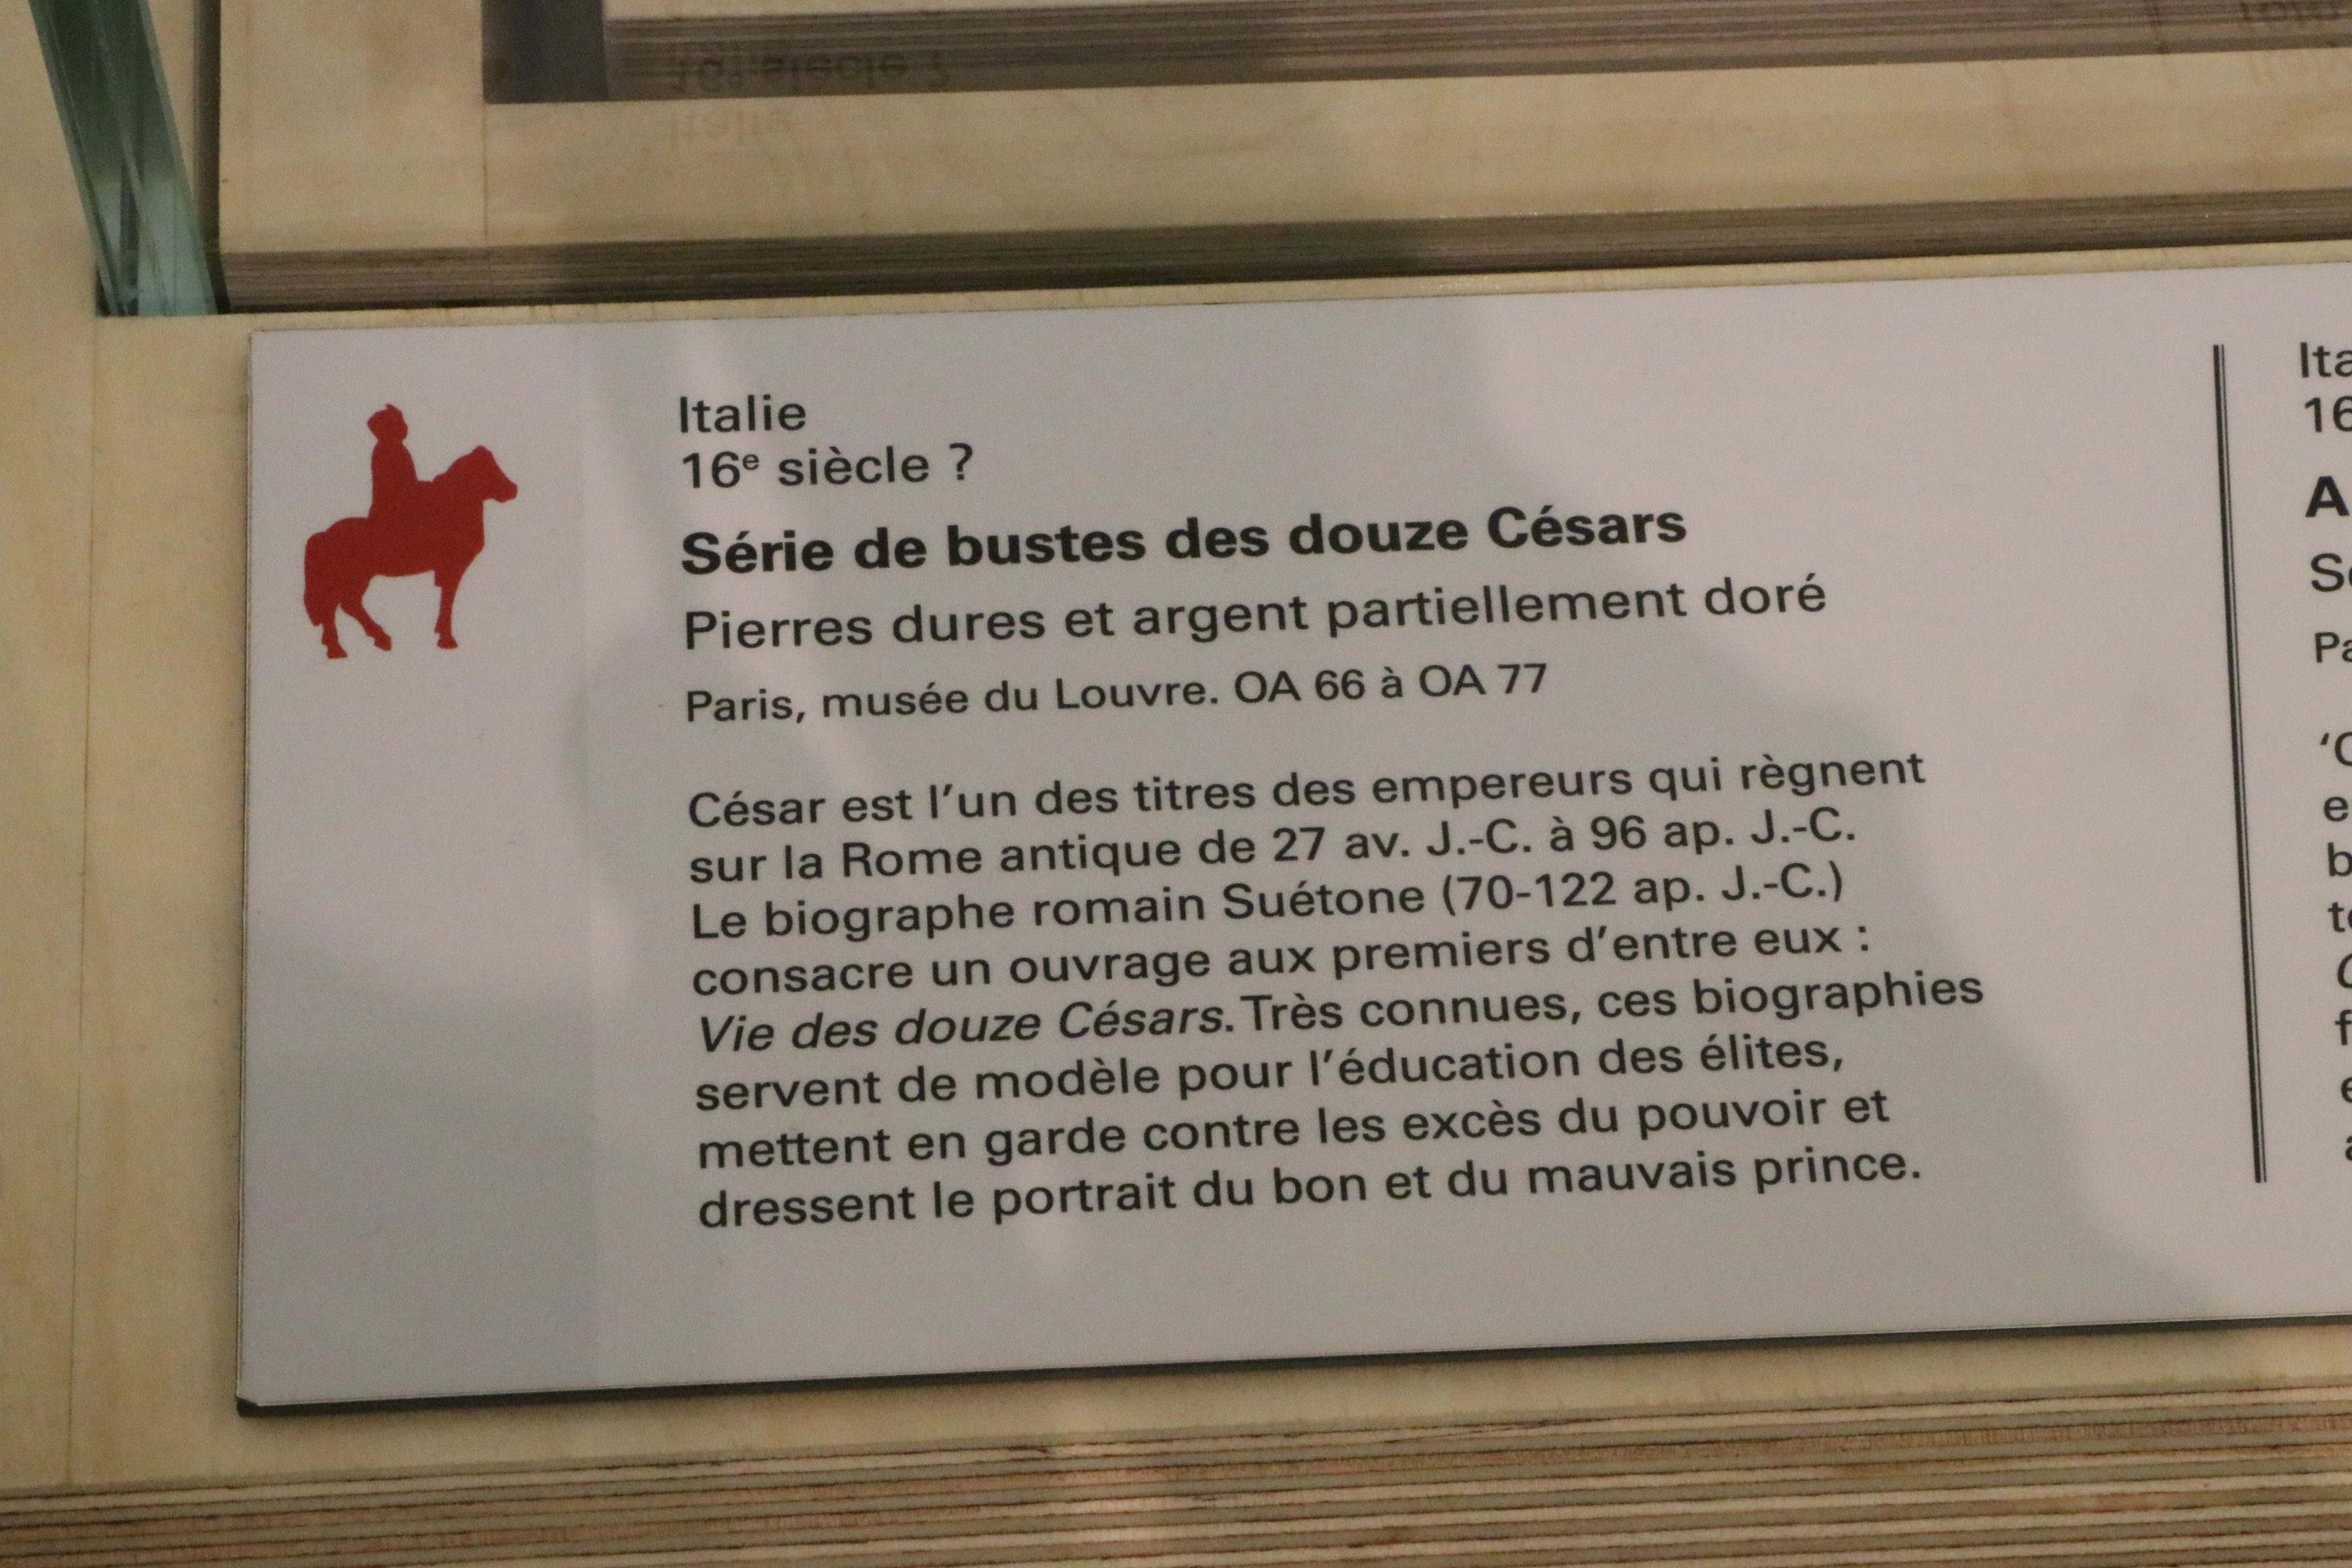 Italie
16e siècle ?
Série de bustes des douze Césars
Pierres dures et argent partiellement doré
Paris, musée du Louvre. OA 66 à OA 77
César est l’un des titres des empereurs qui règnent
sur la Rome antique de 27 av. J.-C. à 96 ap. J.-C.
Le biographe romain Suétone (70-122 ap. J.-C.)
consacre un ouvrage aux premiers d’entre eux :
Vie des douze Césars. Très connues, ces biographies
servent de modèle pour l’éducation des élites,
mettent en garde contre les excès du pouvoir et
dressent le portrait du bon et du mauvais prince.